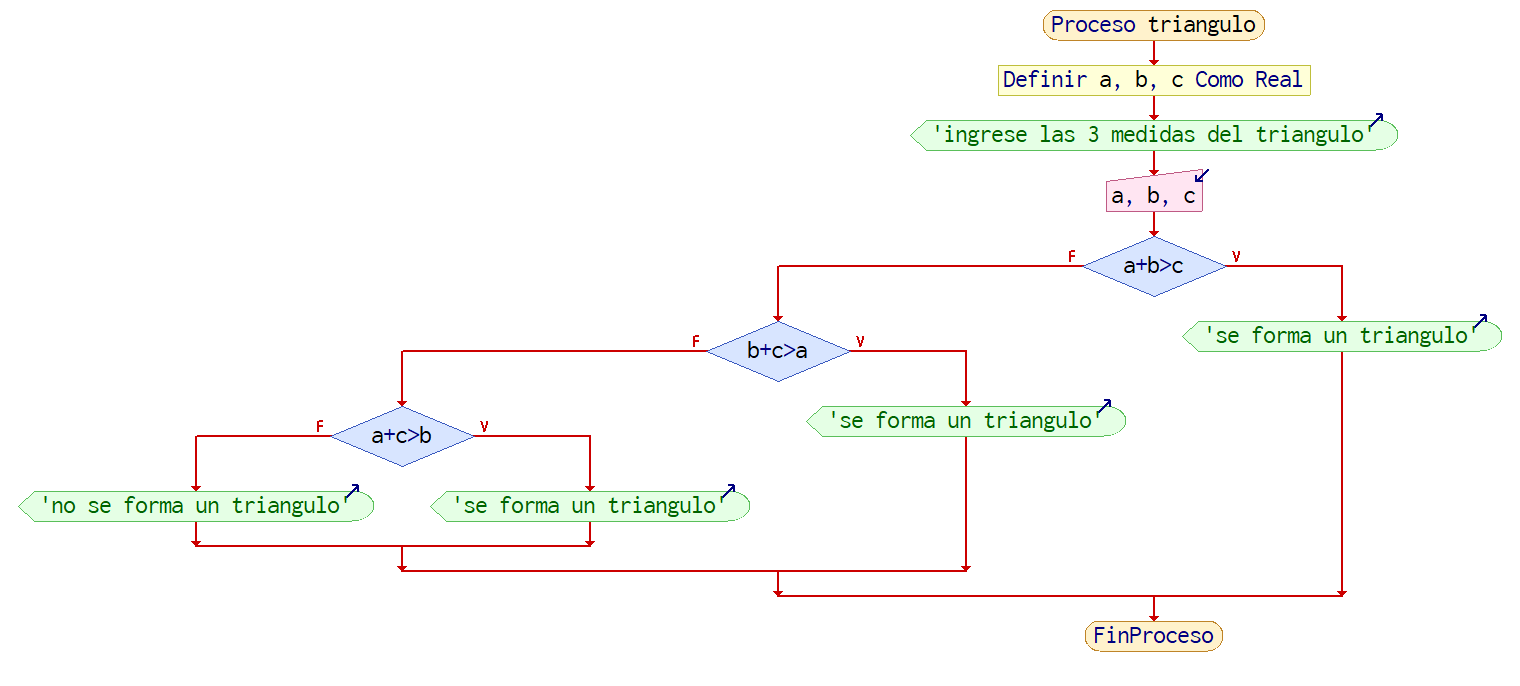 Proceso triangulo
Definir a, b, c Como Real
'ingrese las 3 medidas del triangulo'
a, b, c
F
a+b>c
V
F
b+c>a
V
'se forma un triangulo'
F
a+c>b
V
'se forma un triangulo'
'no se forma un triangulo'
'se forma un triangulo'
FinProceso